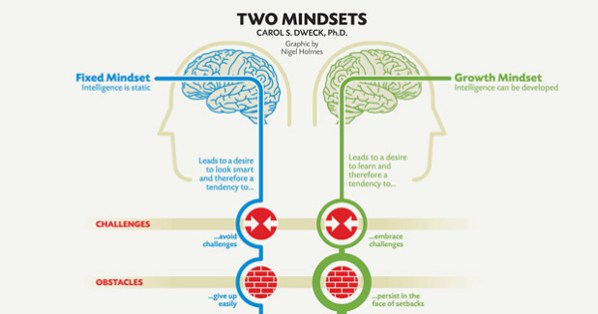 TWO MINDSETS
CAROL S. DWECK, Ph.D.
Graphic by
Nigel Holmes
Fixed Mindset
Intelligence is static
Growth Mindset
Intelligence can be developed
Leads to a desire
to look smart
and therefore a
tendency to...
Leads to a desire
to learn and
therefore a
tendency to...
CHALLENGES
...avoid
challenges
...embrace
challenges
OBSTACLES
...give up
easily
...persist in the
face of setbacks